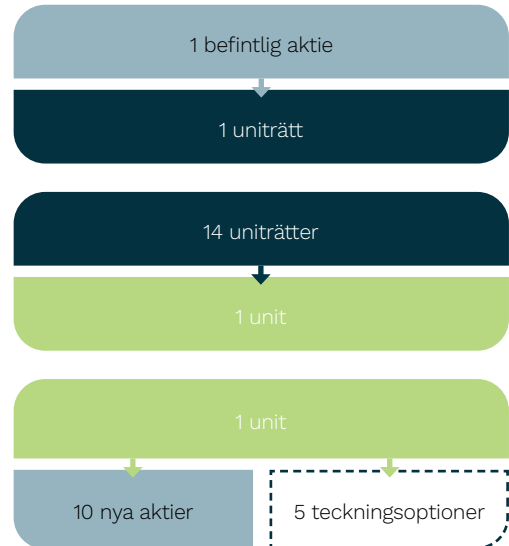 1 befintlig aktie
1 uniträtt
14 uniträtter
1 unit
1 unit
10 nya aktier
5 teckningsoptioner